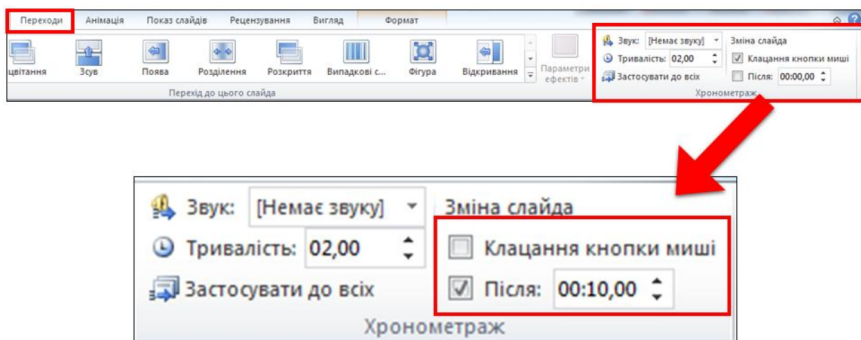 Переходи Анімація Показ слайдів Рецензування Вигляд Формат
цвітання Зсув Поява Розділення Розкриття Випадкові с... Фігура Відкривання Параметри ефектів
Перехід до цього слайда
Звук: [Немає звуку] Зміна слайда
Тривалість: 02,00 Клацання кнопки миші
Застосувати до всіх Після: 00:00,00
Хронометраж
Звук: [Немає звуку] Зміна слайда
Тривалість: 02,00 Клацання кнопки миші
Застосувати до всіх Після: 00:10,00
Хронометраж